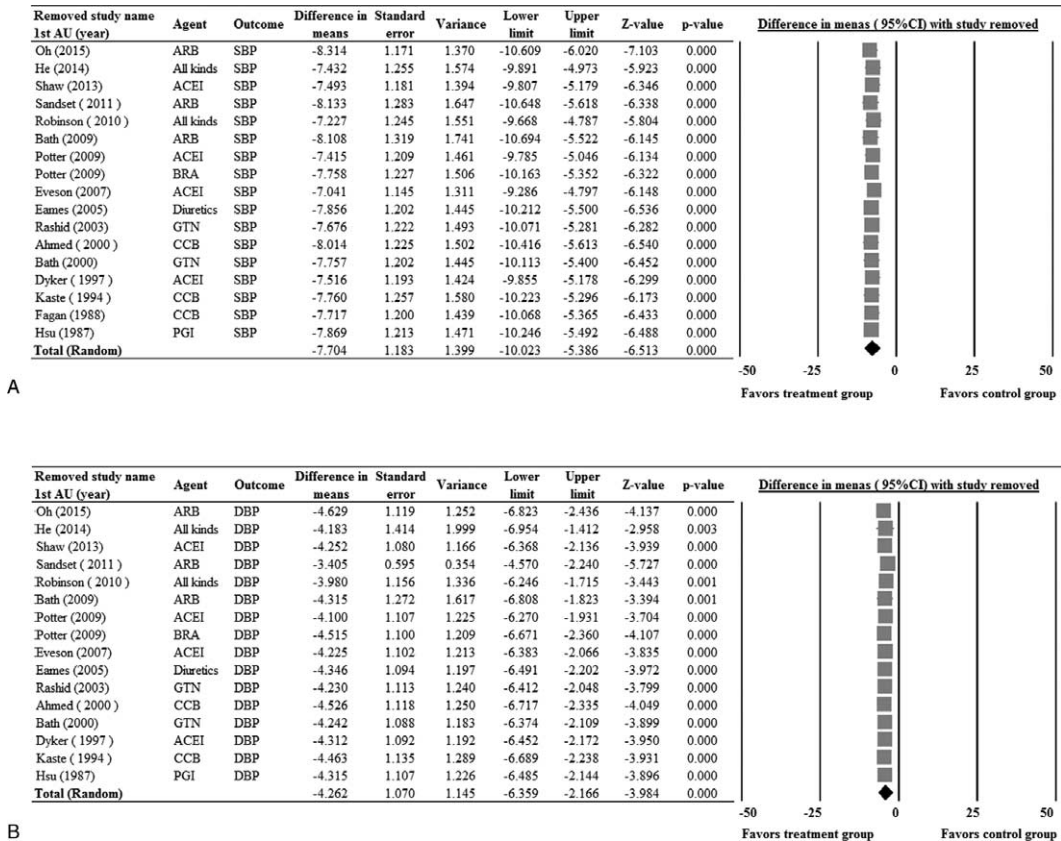 Removed study name Agent Outcome Difference in Standard Variance Lower Upper Z-value p-value Difference in menas ( 95%CI) with study removed
1st AU (year) means error limit limit
Oh (2015) ARB SBP -8.314 1.171 1.370 -10.609 -6.020 -7.103 0.000
He (2014) All kinds SBP -7.432 1.255 1.574 -9.891 -4.973 -5.923 0.000
Shaw (2013) ACEI SBP -7.493 1.181 1.394 -9.807 -5.179 -6.346 0.000
Sandset ( 2011) ARB SBP -8.133 1.283 1.647 -10.648 -5.618 -6.338 0.000
Robinson ( 2010 ) All kinds SBP -7.227 1.245 1.551 -9.668 -4.787 -5.804 0.000
Bath (2009) ARB SBP -8.108 1.319 1.741 -10.694 -5.522 -6.145 0.000
Potter (2009) ACEI SBP -7.415 1.209 1.461 -9.785 -5.046 -6.134 0.000
Potter (2009) BRA SBP -7.758 1.227 1.506 -10.163 -5.352 -6.322 0.000
Eveson (2007) ACEI SBP -7.041 1.145 1.311 -9.286 -4.797 -6.148 0.000
Eames (2005) Diuretics SBP -7.856 1.202 1.445 -10.212 -5.500 -6.536 0.000
Rashid (2003) GTN SBP -7.676 1.222 1.493 -10.071 -5.281 -6.282 0.000
Ahmed ( 2000 ) CCB SBP -8.014 1.225 1.502 -10.416 -5.613 -6.540 0.000
Bath (2000) GTN SBP -7.757 1.202 1.445 -10.113 -5.400 -6.452 0.000
Dyker ( 1997) ACEI SBP -7.516 1.193 1.424 -9.855 -5.178 -6.299 0.000
Kaste ( 1994) CCB SBP -7.760 1.257 1.580 -10.223 -5.296 -6.173 0.000
Fagan (1988) CCB SBP -7.717 1.200 1.439 -10.068 -5.365 -6.433 0.000
Hsu (1987) PGI SBP -7.869 1.213 1.471 -10.246 -5.492 -6.488 0.000
Total (Random) -7.704 1.183 1.399 -10.023 -5.386 -6.513 0.000
-50 -25 0 25 50
A Favors treatment group Favors control group
Removed study name Agent Outcome Difference in Standard Variance Lower Upper Z-value p-value Difference in menas ( 95%CI) with study removed
1st AU (year) means error limit limit
Oh (2015) ARB DBP -4.629 1.119 1.252 -6.823 -2.436 -4.137 0.000
He (2014) All kinds DBP -4.183 1.414 1.999 -6.954 -1.412 -2.958 0.003
Shaw (2013) ACEI DBP -4.252 1.080 1.166 -6.368 -2.136 -3.939 0.000
Sandset ( 2011) ARB DBP -3.405 0.595 0.354 -4.570 -2.240 -5.727 0.000
Robinson ( 2010 ) All kinds DBP -3.980 1.156 1.336 -6.246 -1.715 -3.443 0.001
Bath (2009) ARB DBP -4.315 1.272 1.617 -6.808 -1.823 -3.394 0.001
Potter (2009) ACEI DBP -4.100 1.107 1.225 -6.270 -1.931 -3.704 0.000
Potter (2009) BRA DBP -4.515 1.100 1.209 -6.671 -2.360 -4.107 0.000
Eveson (2007) ACEI DBP -4.225 1.102 1.213 -6.383 -2.066 -3.835 0.000
Eames (2005) Diuretics DBP -4.346 1.094 1.197 -6.491 -2.202 -3.972 0.000
Rashid (2003) GTN DBP -4.230 1.113 1.240 -6.412 -2.048 -3.799 0.000
Ahmed ( 2000 ) CCB DBP -4.526 1.118 1.250 -6.717 -2.335 -4.049 0.000
Bath (2000) GTN DBP -4.242 1.088 1.183 -6.374 -2.109 -3.899 0.000
Dyker ( 1997) ACEI DBP -4.312 1.092 1.192 -6.452 -2.172 -3.950 0.000
Kaste ( 1994) CCB DBP -4.463 1.135 1.289 -6.689 -2.238 -3.931 0.000
Hsu (1987) PGI DBP -4.315 1.107 1.226 -6.485 -2.144 -3.896 0.000
Total (Random) -4.262 1.070 1.145 -6.359 -2.166 -3.984 0.000
-50 -25 0 25 50
B Favors treatment group Favors control group